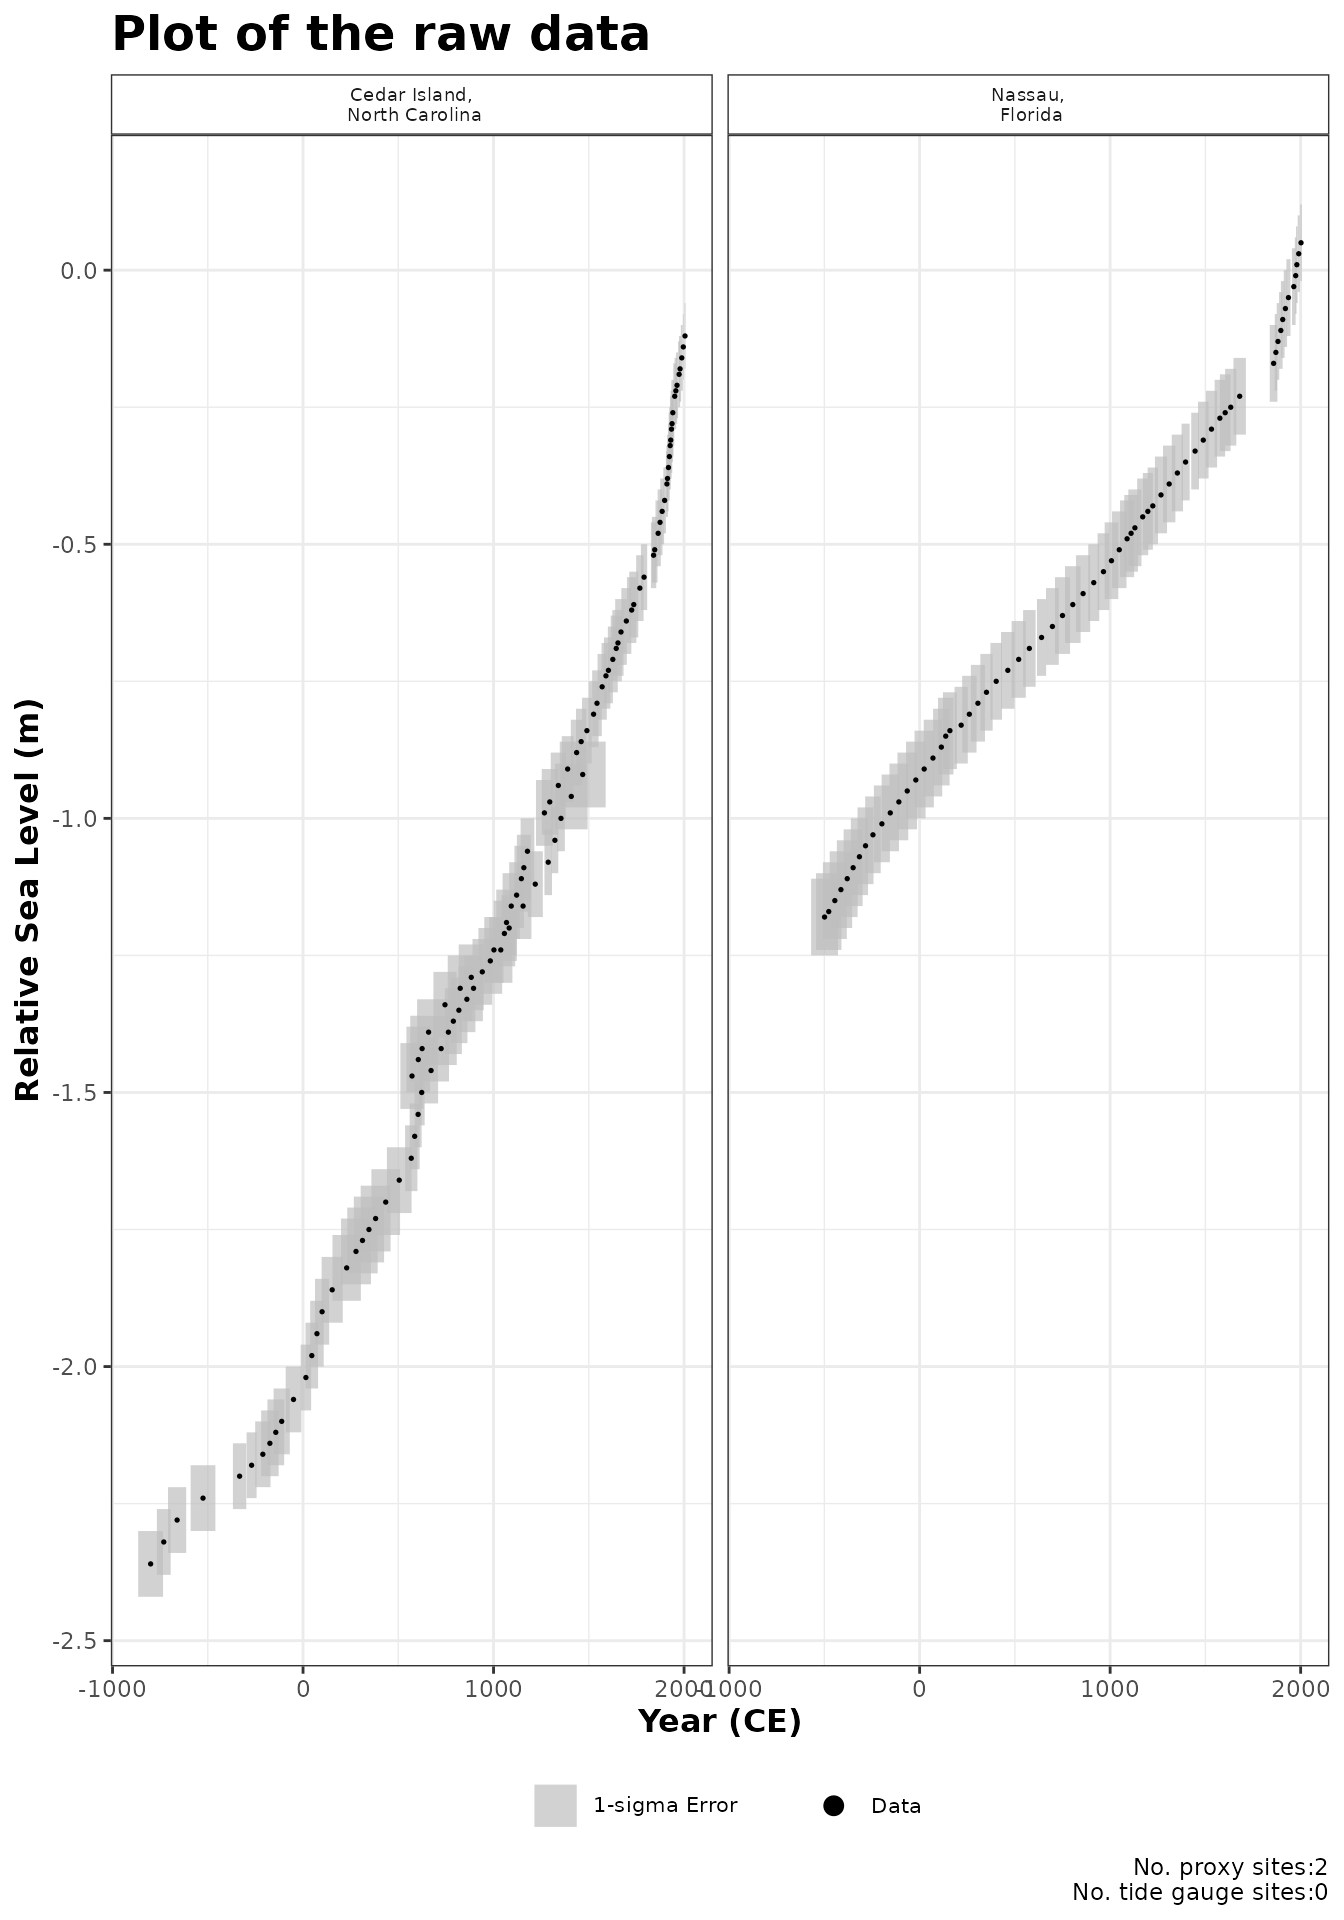 Plot of the raw data
Cedar Island,
North Carolina
Nassau,
Florida
Relative Sea Level (m)
0.0
-0.5
-1.0
-1.5
-2.0
-2.5
-1000 0 1000 2000 -1000 0 1000 2000
Year (CE)
1-sigma Error Data
No. proxy sites:2
No. tide gauge sites:0